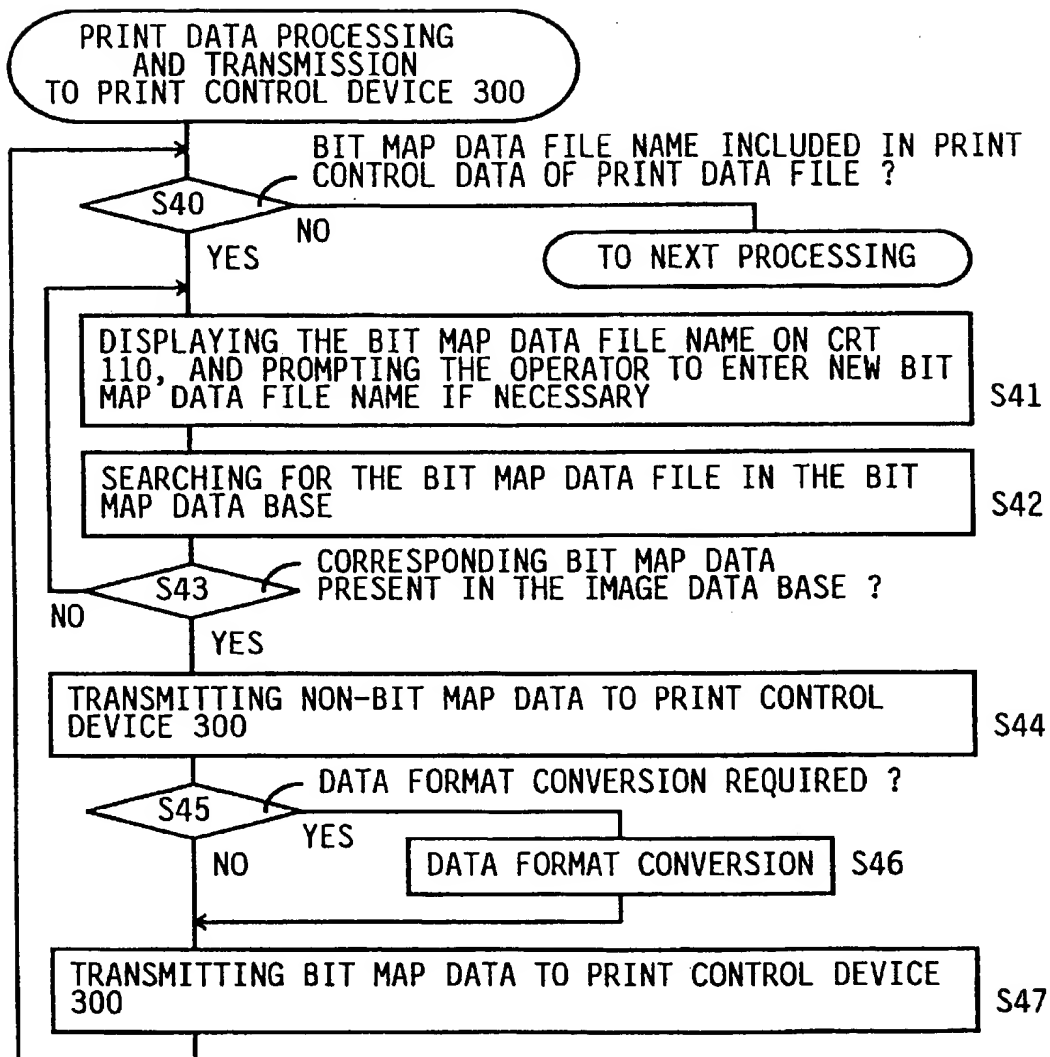 PRINT DATA PROCESSING
AND TRANSMISSION
TO PRINT CONTROL DEVICE 300
BIT MAP DATA FILE NAME INCLUDED IN PRINT
CONTROL DATA OF PRINT DATA FILE ?
S40
NO
YES
TO NEXT PROCESSING
DISPLAYING THE BIT MAP DATA FILE NAME ON CRT
110, AND PROMPTING THE OPERATOR TO ENTER NEW BIT
MAP DATA FILE NAME IF NECESSARY
S41
SEARCHING FOR THE BIT MAP DATA FILE IN THE BIT
MAP DATA BASE
S42
CORRESPONDING BIT MAP DATA
PRESENT IN THE IMAGE DATA BASE ?
S43
NO
YES
TRANSMITTING NON-BIT MAP DATA TO PRINT CONTROL
DEVICE 300
S44
DATA FORMAT CONVERSION REQUIRED ?
S45
YES
NO
DATA FORMAT CONVERSION
S46
TRANSMITTING BIT MAP DATA TO PRINT CONTROL DEVICE
300
S47